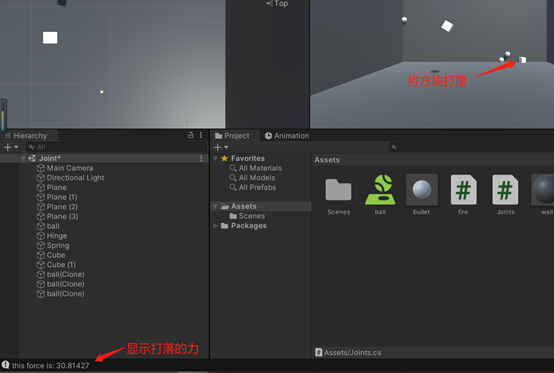 Top
将方块打落
Hierarchy
All
Joint*
Main Camera
Directional Light
Plane
Plane (1)
Plane (2)
Plane (3)
ball
Hinge
Spring
Cube
Cube (1)
ball(Clone)
ball(Clone)
ball(Clone)
Project Animation
Favorites
All Materials
All Models
All Prefabs
Assets
Scenes
Packages
Assets
Scenes ball bullet fire Joints wall
Assets/Joints.cs
显示打落的力
this force is: 30.81427